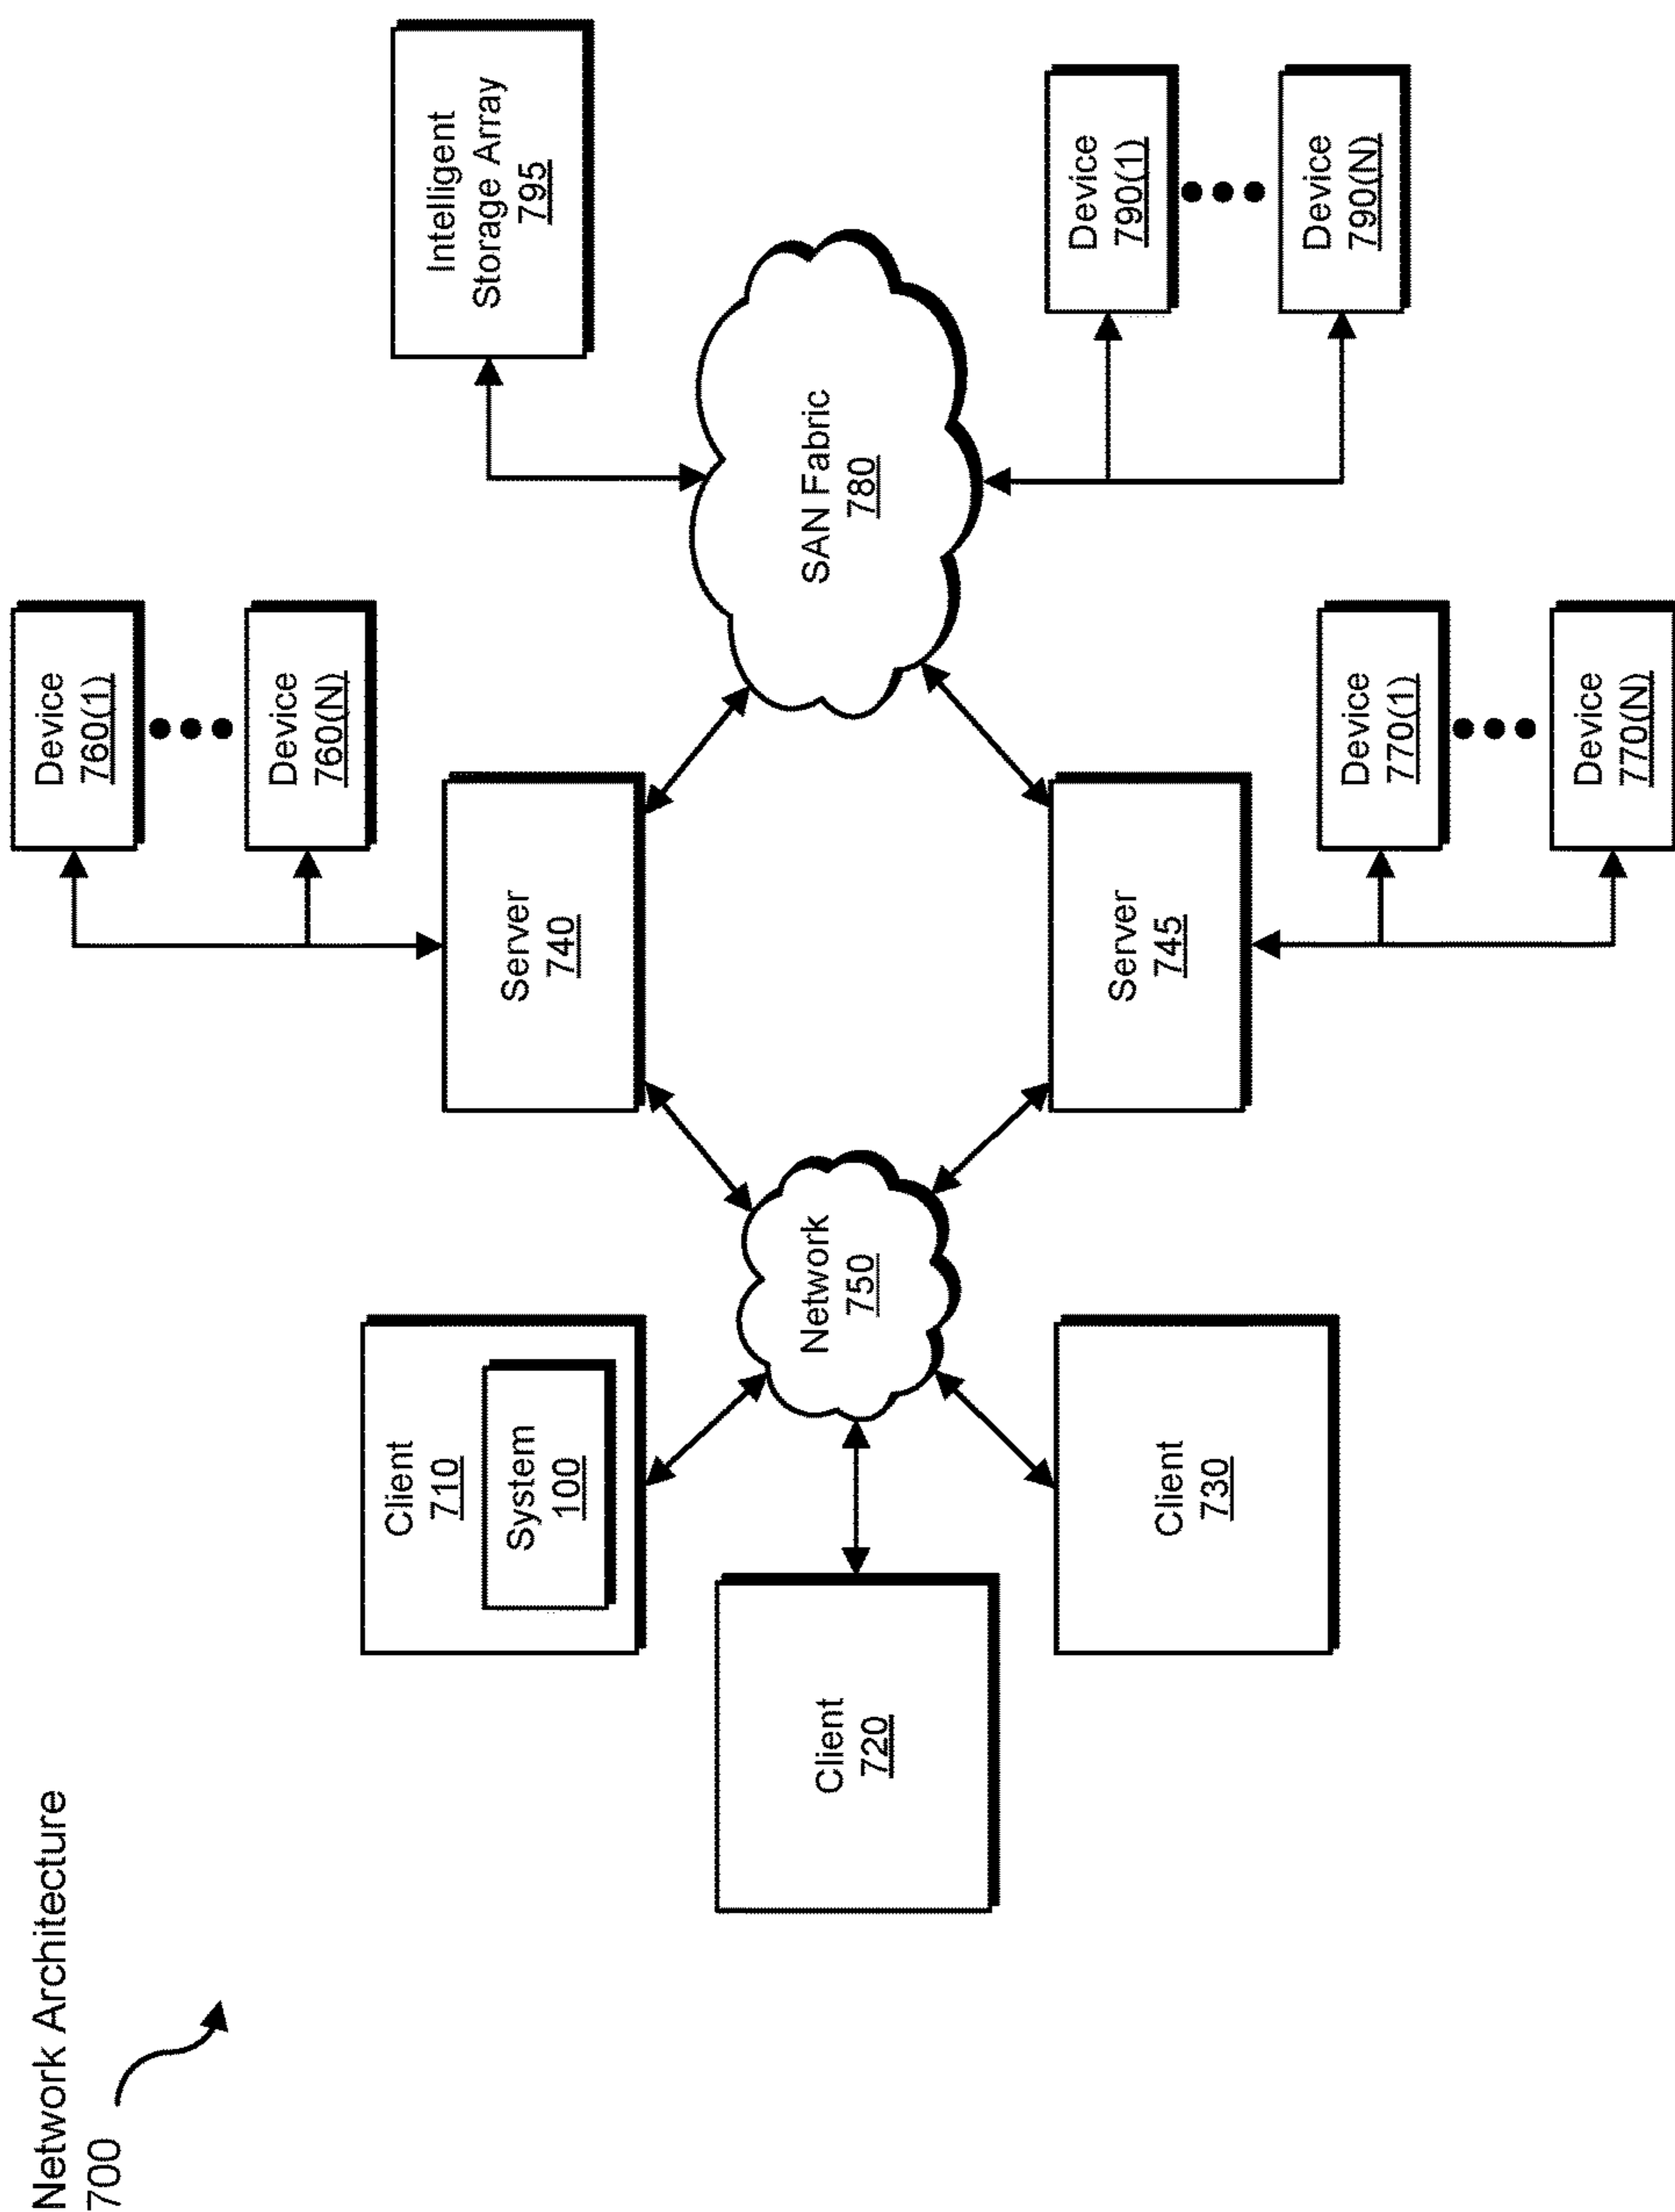 Network Architecture
700
Client
710
System
100
Client
720
Client
730
Network
750
Server
740
Server
745
Device
760(1)
Device
760(N)
Device
770(1)
Device
770(N)
SAN Fabric
780
Intelligent
Storage Array
795
Device
790(1)
Device
790(N)